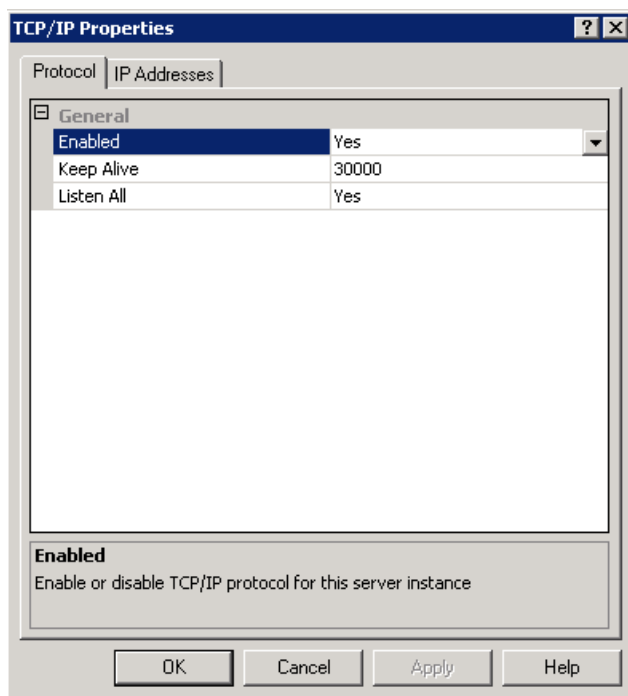 TCP/IP Properties
Protocol IP Addresses
General
Enabled Yes
Keep Alive 30000
Listen All Yes
Enabled
Enable or disable TCP/IP protocol for this server instance
OK Cancel Apply Help